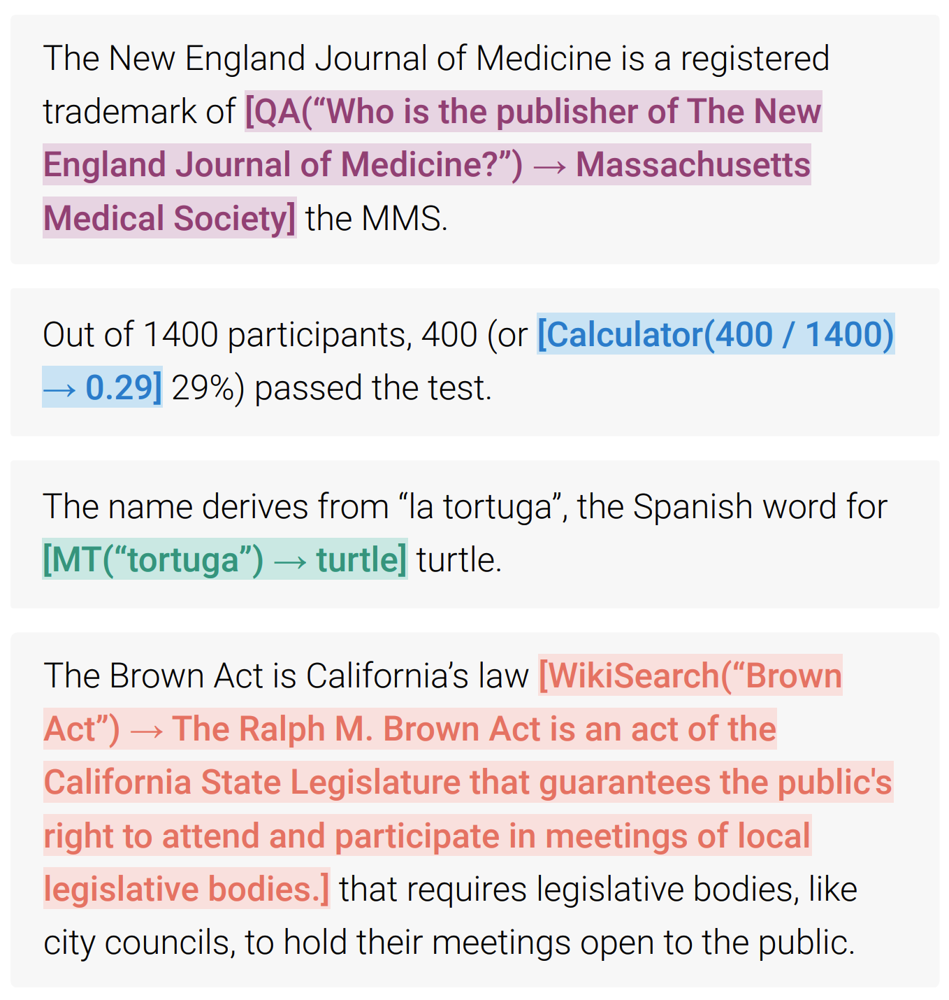 The New England Journal of Medicine is a registered
trademark of [QA(“Who is the publisher of The New
England Journal of Medicine?”) → Massachusetts
Medical Society] the MMS.
Out of 1400 participants, 400 (or [Calculator(400 / 1400)
→ 0.29] 29%) passed the test.
The name derives from “la tortuga”, the Spanish word for
[MT(“tortuga”) → turtle] turtle.
The Brown Act is California’s law [WikiSearch(“Brown
Act”) → The Ralph M. Brown Act is an act of the
California State Legislature that guarantees the public's
right to attend and participate in meetings of local
legislative bodies.] that requires legislative bodies, like
city councils, to hold their meetings open to the public.